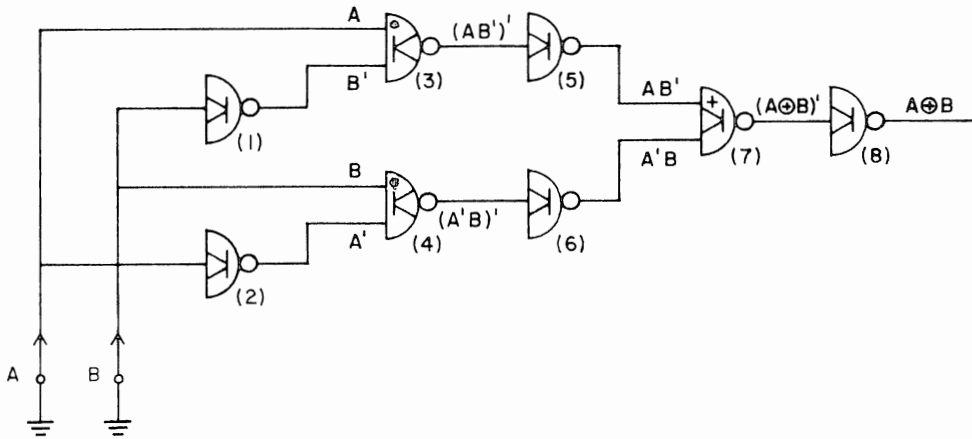 A
(AB')'
B'
(3)
(5)
(1)
AB'
+
(A⊕B)'
A⊕B
A'B
(7)
(8)
B
A'
(4)
(A'B)'
(6)
(2)
A
B